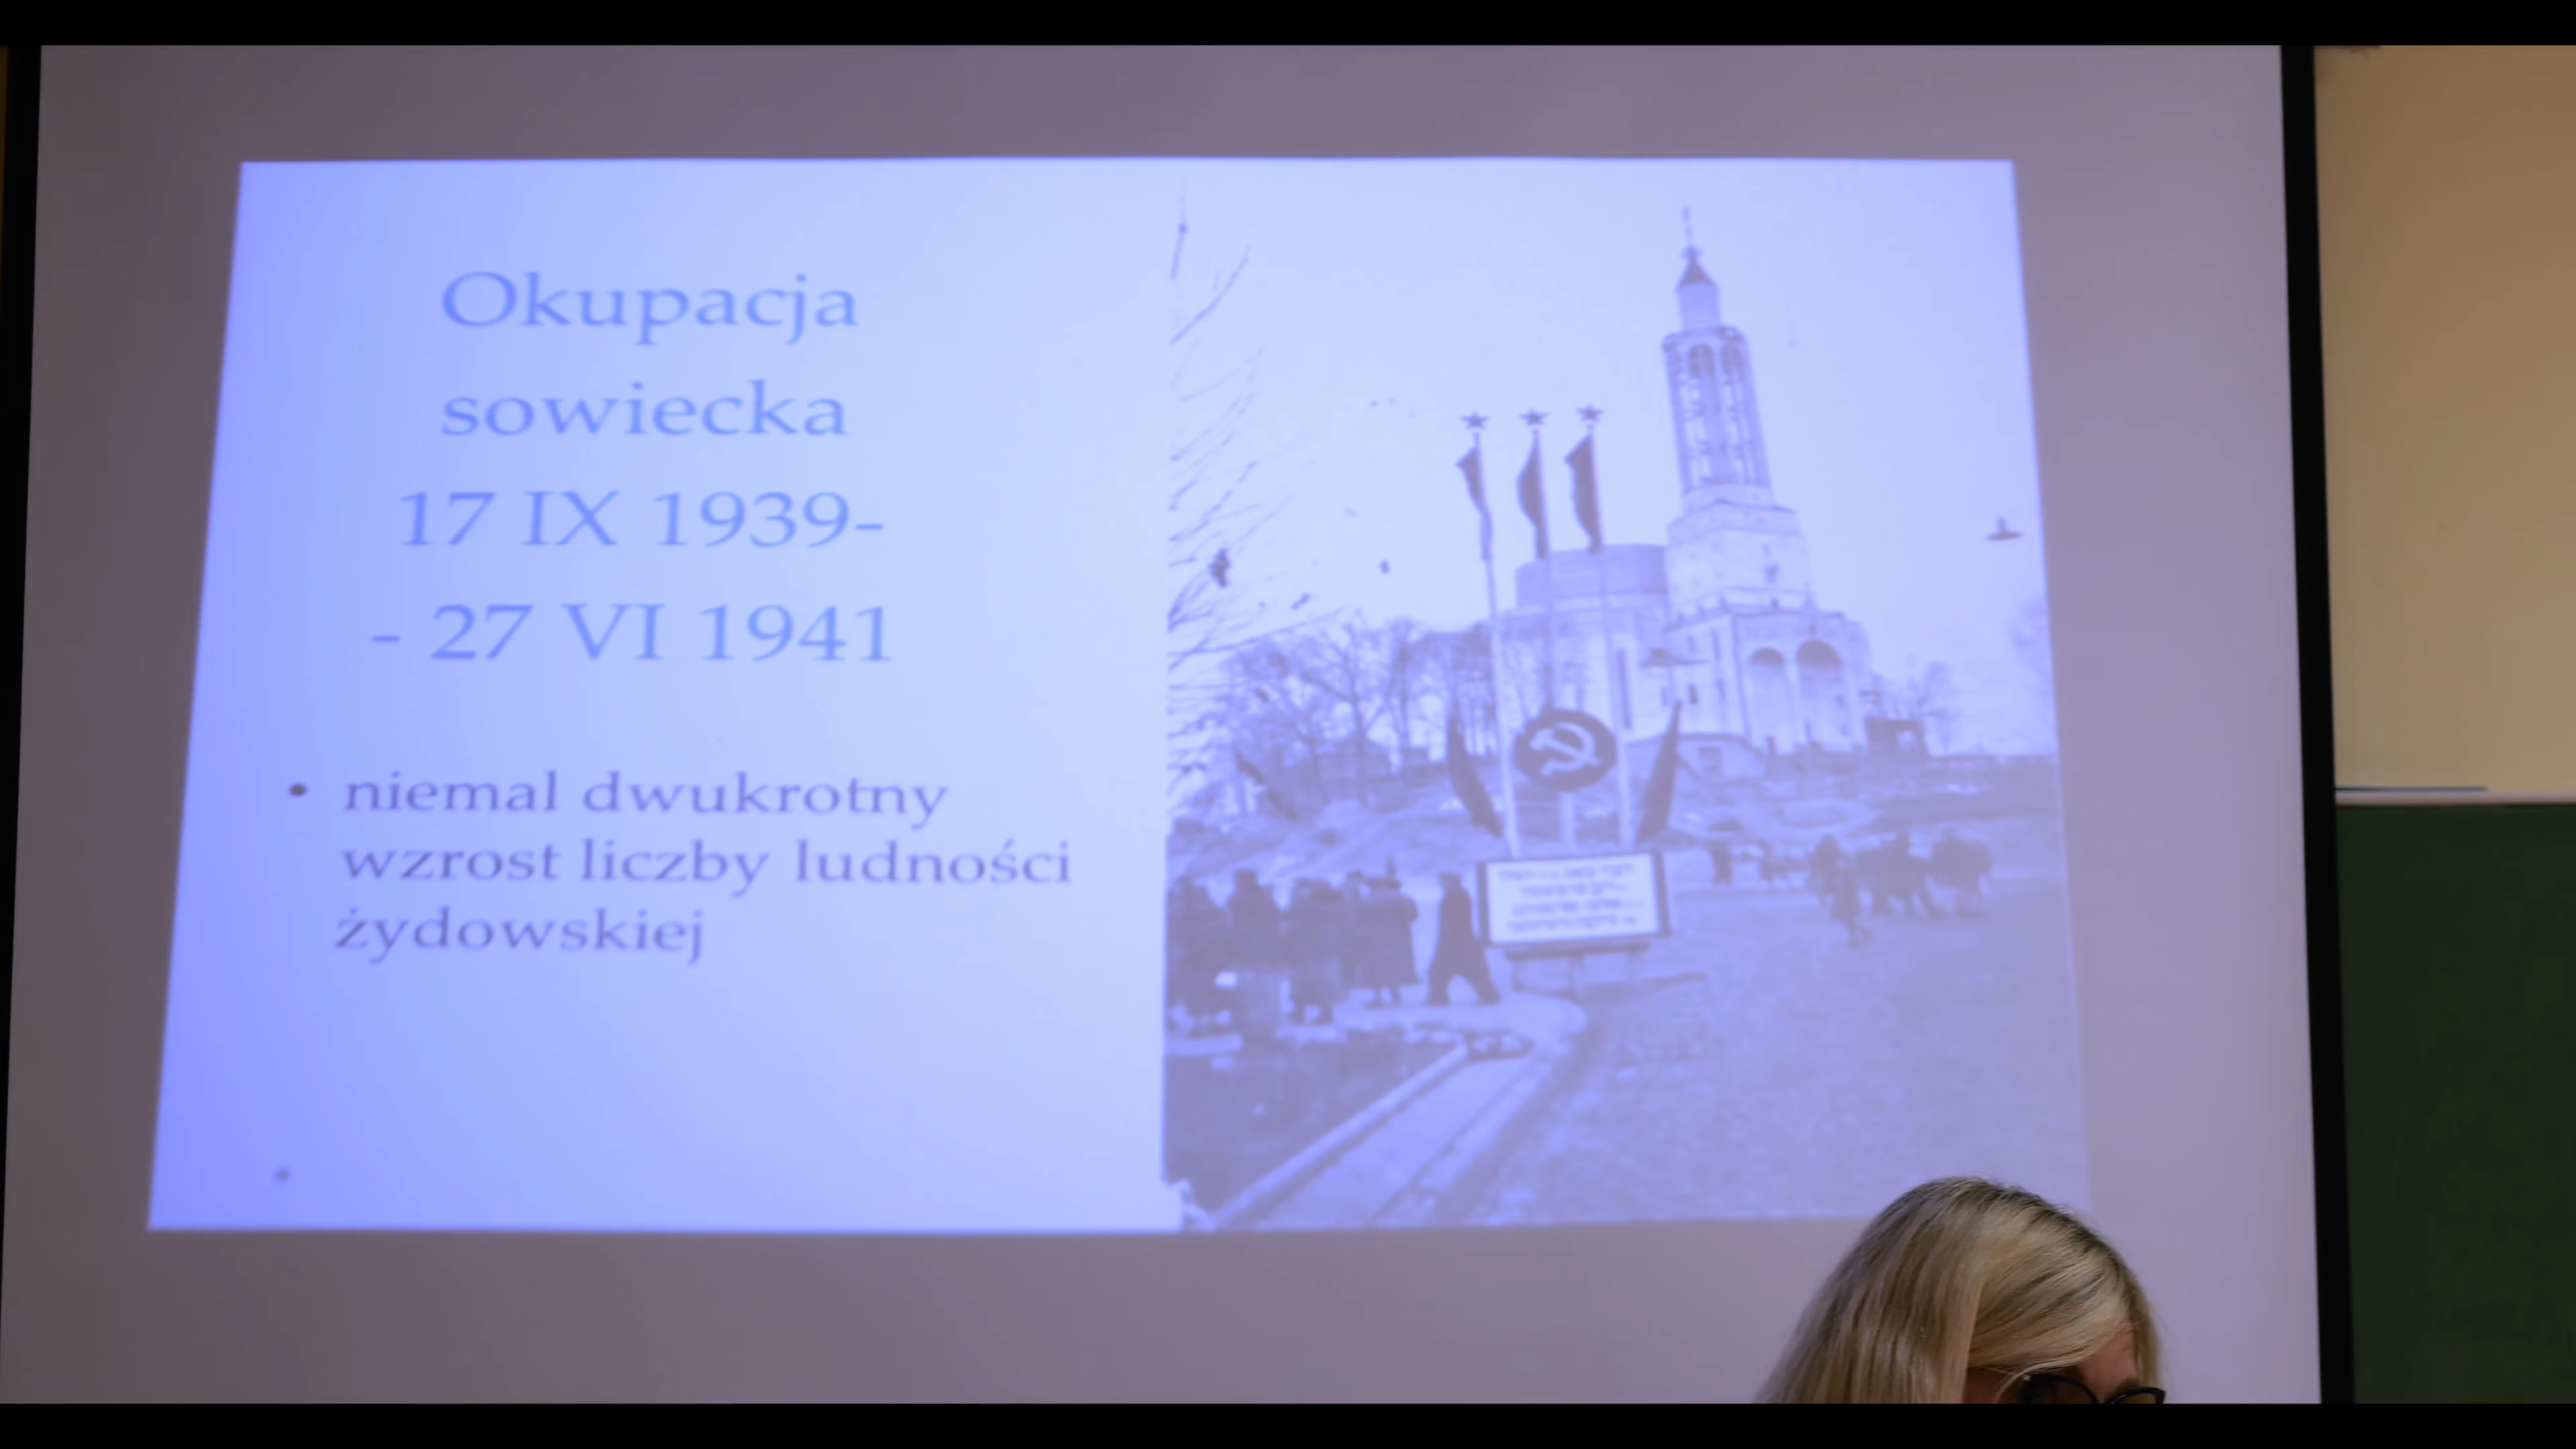 Okupacja
sowiecka
17 IX 1939-
- 27 VI 1941
• niemal dwukrotny
wzrost liczby ludności
żydowskiej